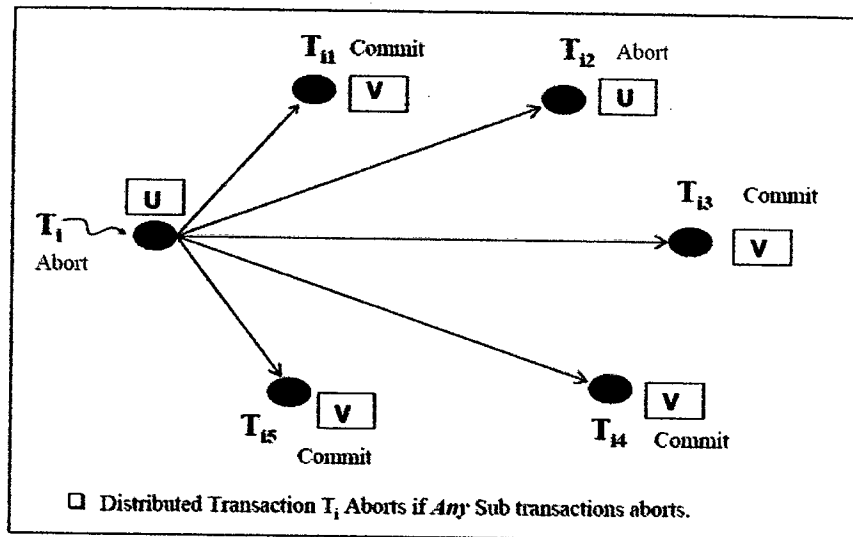 Ti1 Commit
V
Ti2 Abort
U
U
Ti
Abort
Ti3 Commit
V
Ti5
V
Commit
V
Ti4 Commit
❑ Distributed Transaction Ti Aborts if Any Sub transactions aborts.